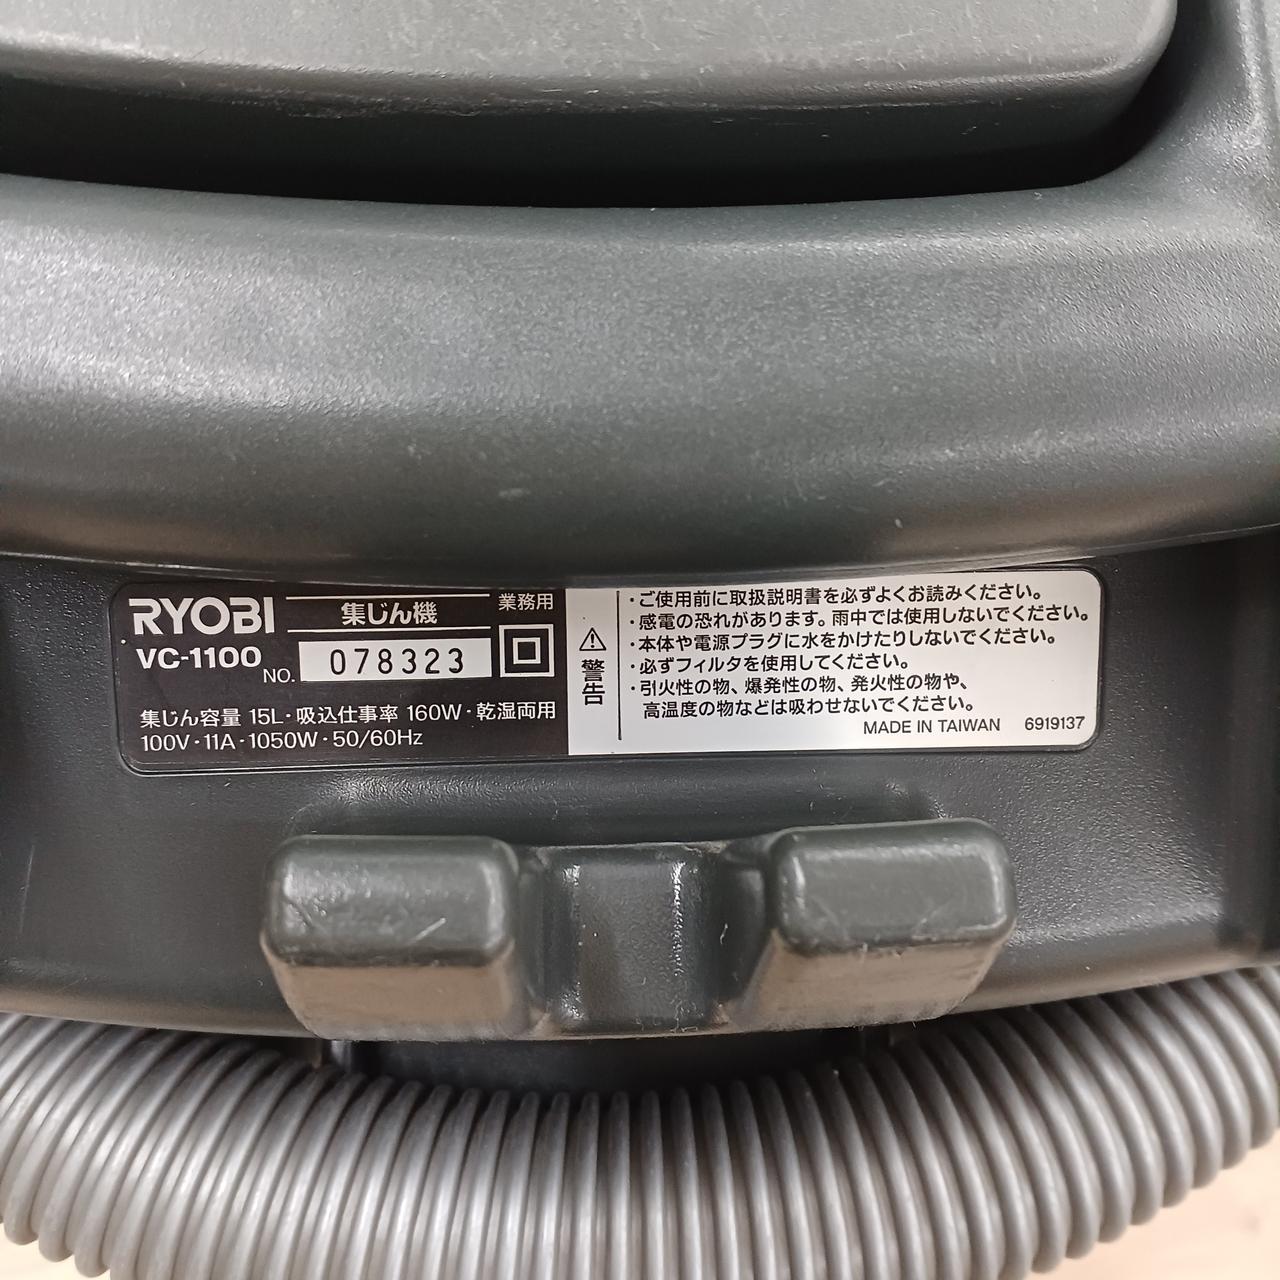 RYOBI 集じん機 業務用
VC-1100 NO. 078323
集じん容量 15L・吸込仕事率 160W・乾湿両用
100V・11A・1050W・50/60Hz
警告
・ご使用前に取扱説明書を必ずよくお読みください。
・感電の恐れがあります。雨中では使用しないでください。
・本体や電源プラグに水をかけたりしないでください。
・必ずフィルタを使用してください。
・引火性の物、爆発性の物、発火性の物や、
高温度の物などは吸わせないでください。
MADE IN TAIWAN 6919137